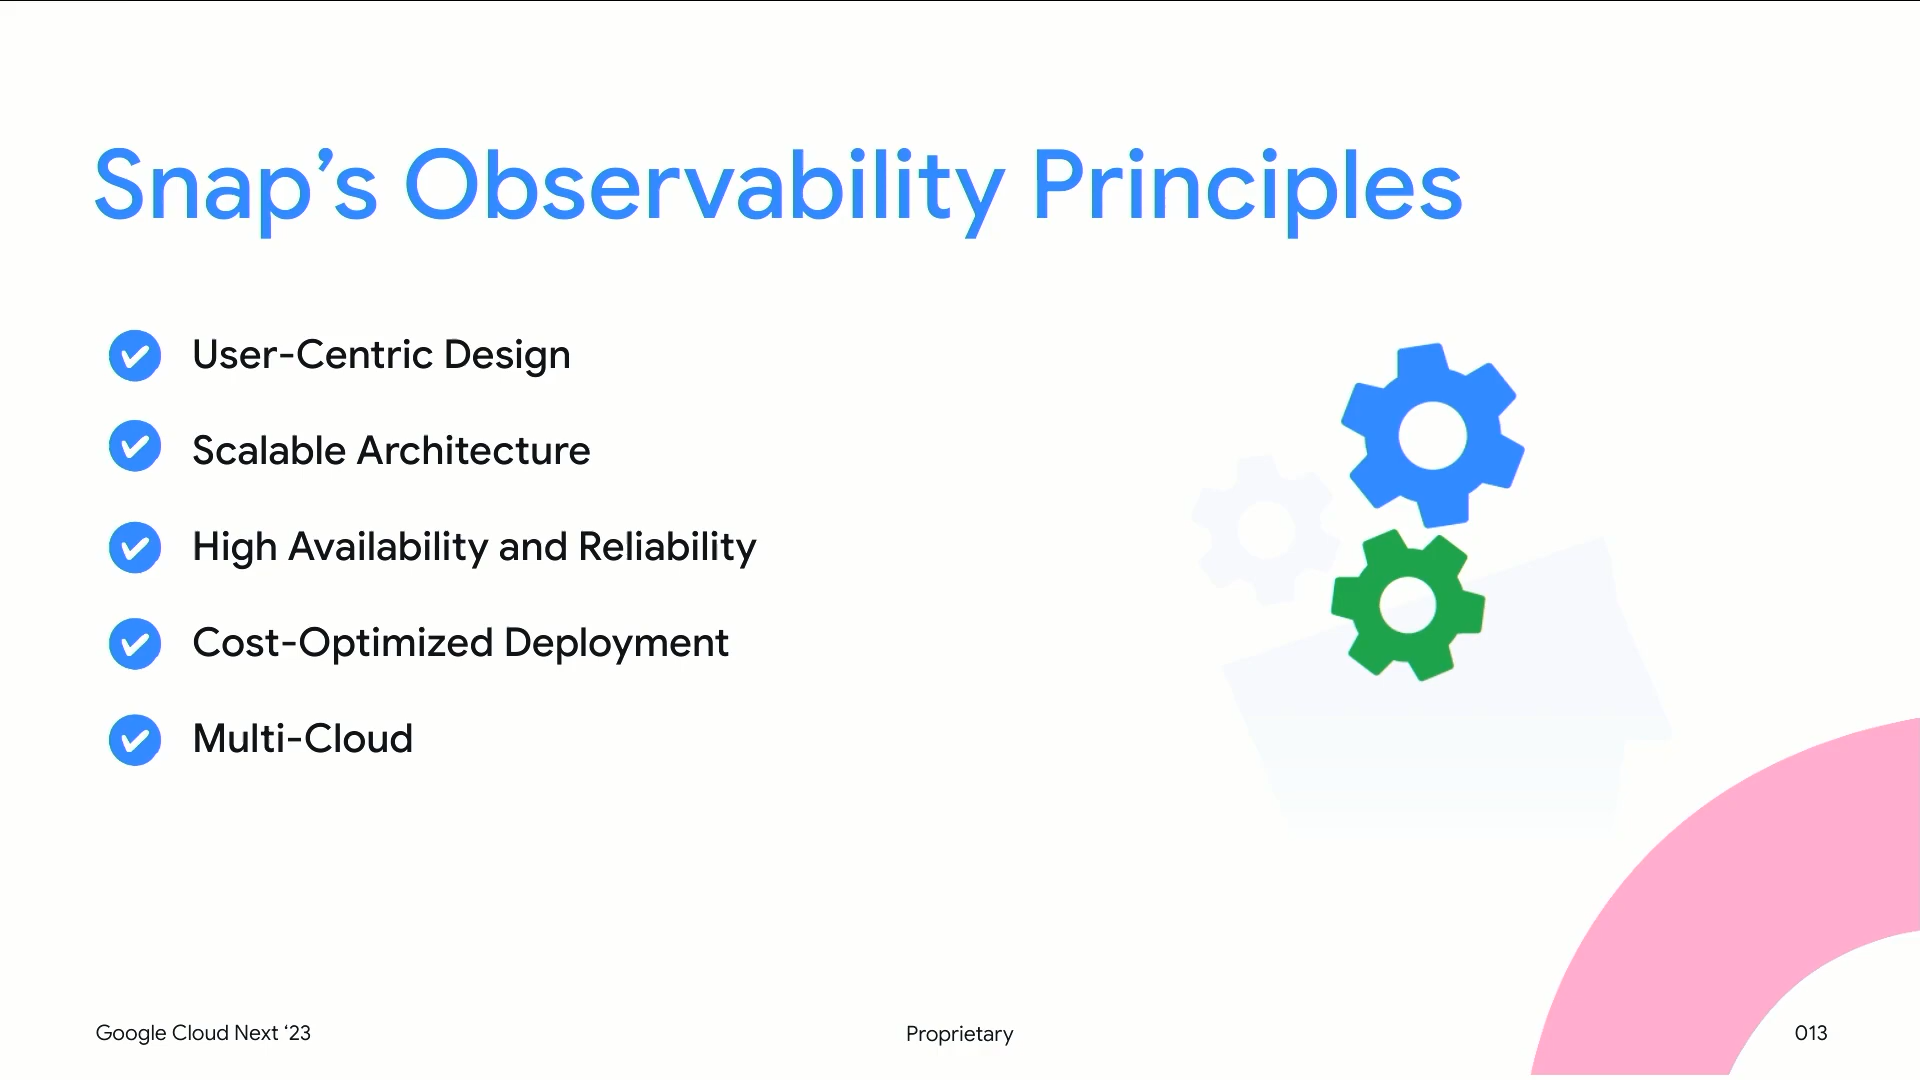 Snap’s Observability Principles
User-Centric Design
Scalable Architecture
High Availability and Reliability
Cost-Optimized Deployment
Multi-Cloud
Google Cloud Next ‘23
Proprietary
013